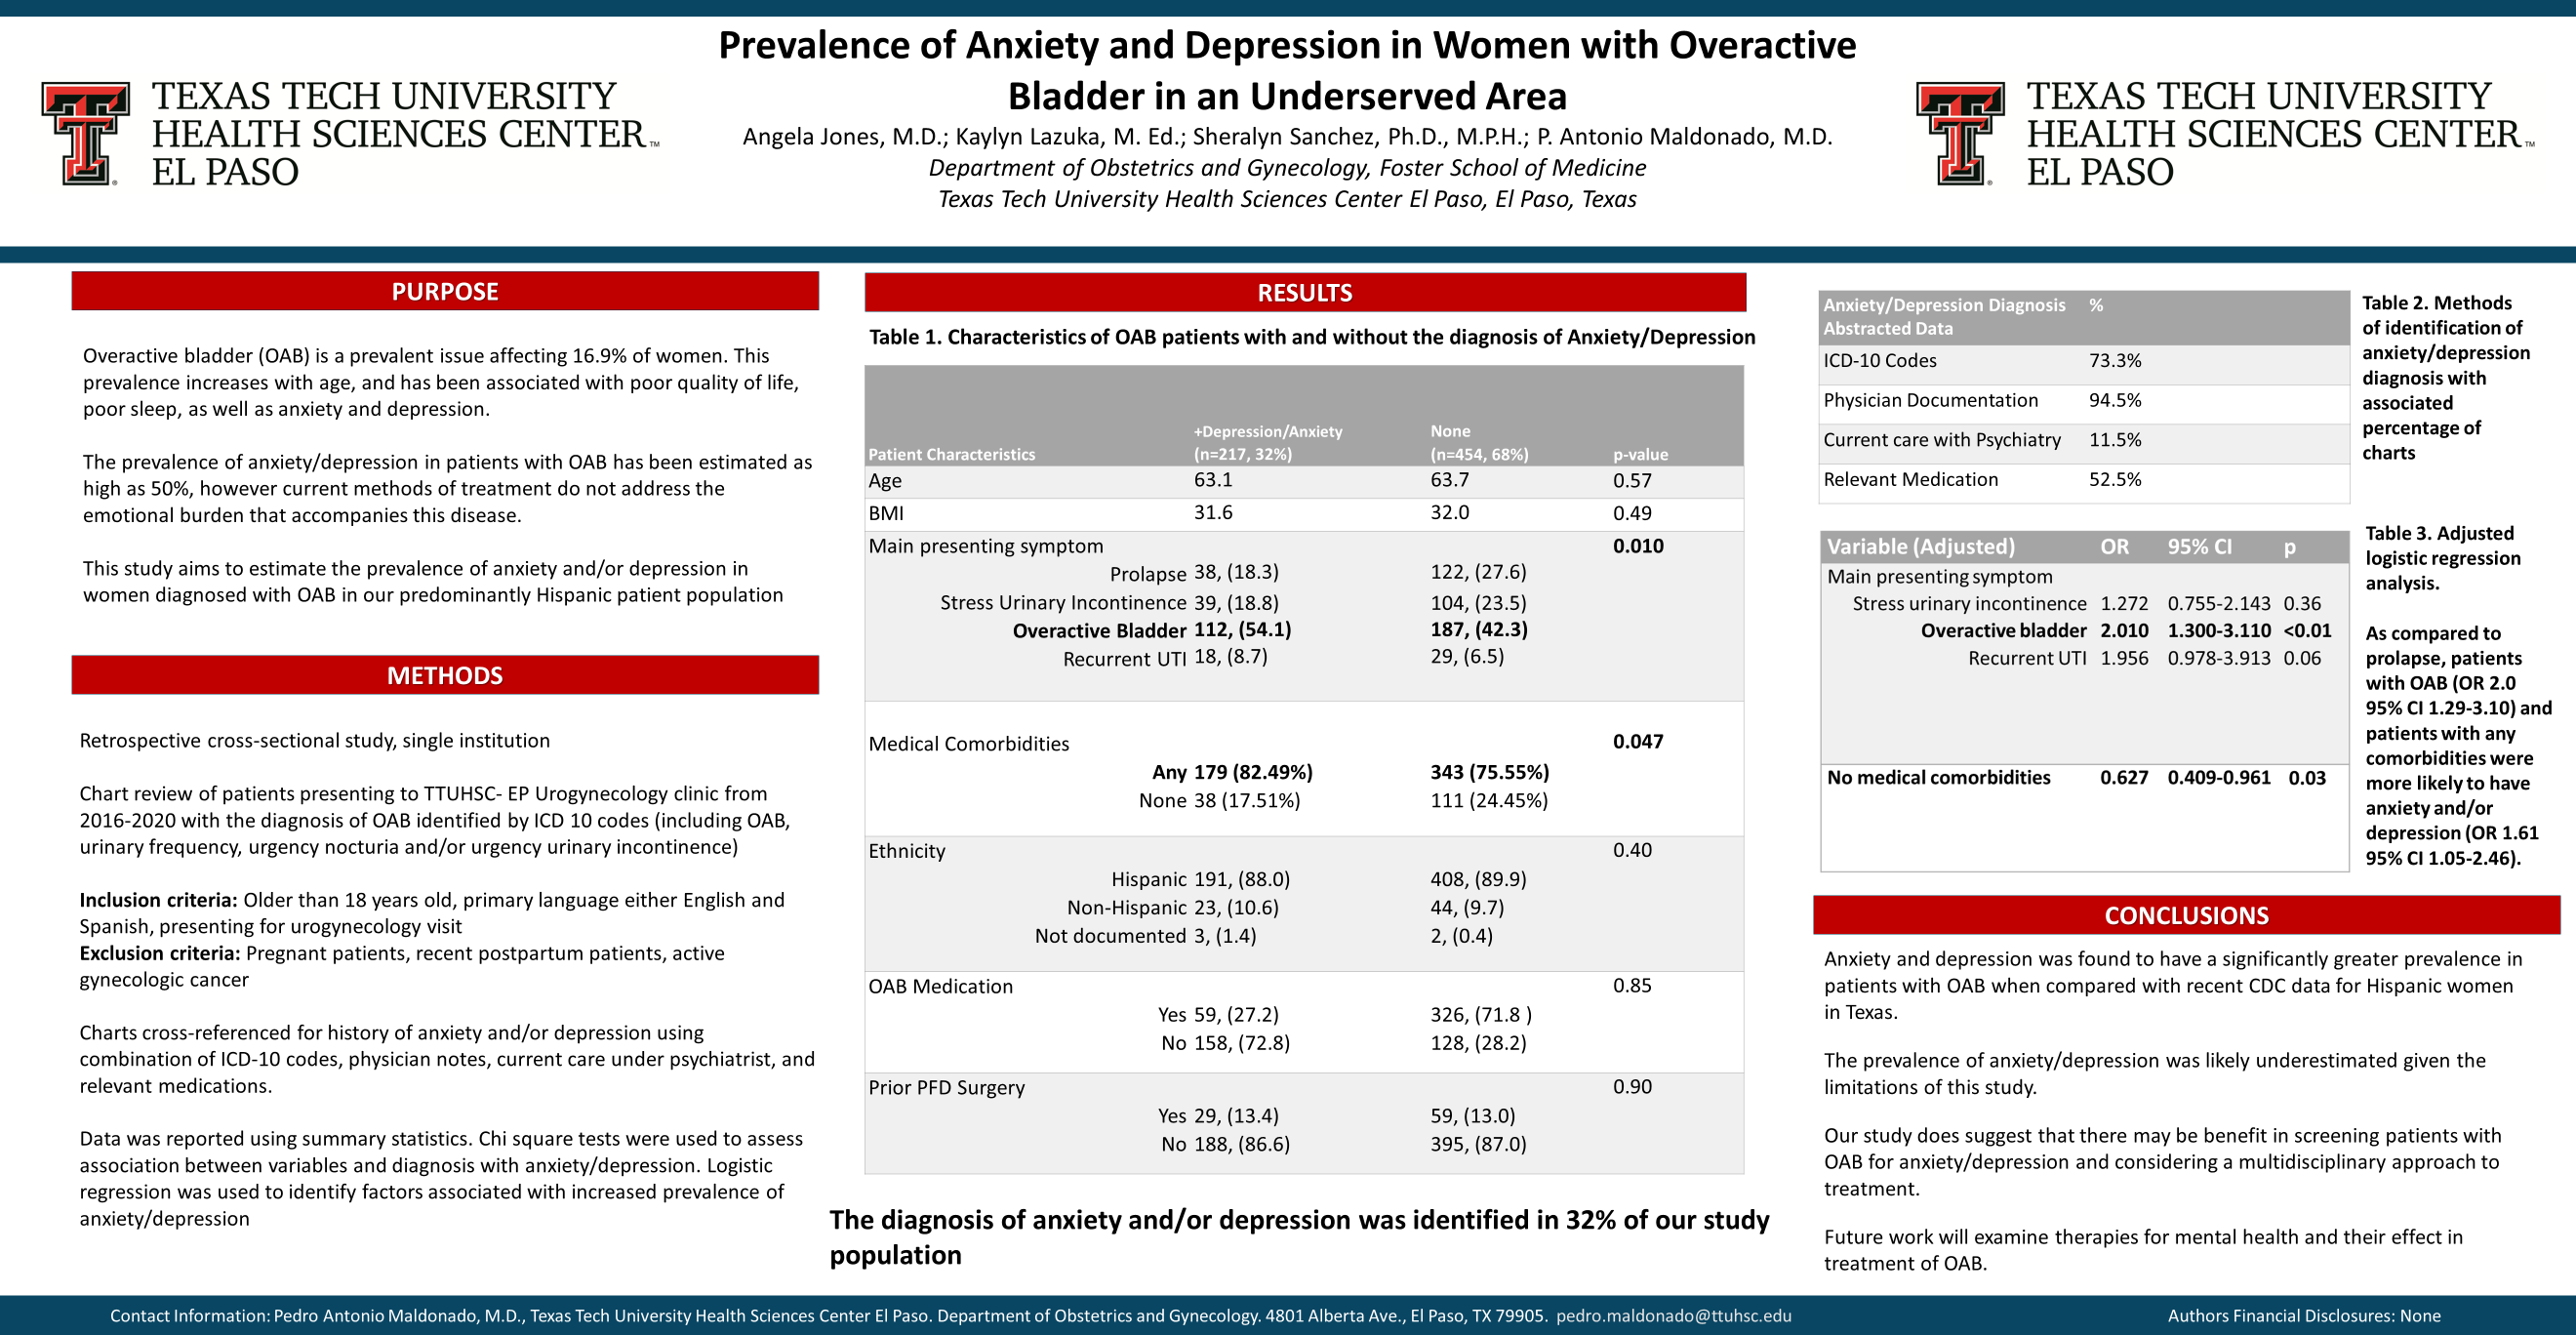 Prevalence of Anxiety and Depression in Women with Overactive
Bladder in an Underserved Area
Angela Jones, M.D.; Kaylyn Lazuka, M. Ed.; Sheralyn Sanchez, Ph.D., M.P.H.; P. Antonio Maldonado, M.D.
Department of Obstetrics and Gynecology, Foster School of Medicine
Texas Tech University Health Sciences Center El Paso, El Paso, Texas
TEXAS TECH UNIVERSITY
HEALTH SCIENCES CENTER™
EL PASO
TEXAS TECH UNIVERSITY
HEALTH SCIENCES CENTER™
EL PASO
PURPOSE
Overactive bladder (OAB) is a prevalent issue affecting 16.9% of women. This
prevalence increases with age, and has been associated with poor quality of life,
poor sleep, as well as anxiety and depression.
The prevalence of anxiety/depression in patients with OAB has been estimated as
high as 50%, however current methods of treatment do not address the
emotional burden that accompanies this disease.
This study aims to estimate the prevalence of anxiety and/or depression in
women diagnosed with OAB in our predominantly Hispanic patient population
METHODS
Retrospective cross-sectional study, single institution
Chart review of patients presenting to TTUHSC- EP Urogynecology clinic from
2016-2020 with the diagnosis of OAB identified by ICD 10 codes (including OAB,
urinary frequency, urgency nocturia and/or urgency urinary incontinence)
Inclusion criteria: Older than 18 years old, primary language either English and
Spanish, presenting for urogynecology visit
Exclusion criteria: Pregnant patients, recent postpartum patients, active
gynecologic cancer
Charts cross-referenced for history of anxiety and/or depression using
combination of ICD-10 codes, physician notes, current care under psychiatrist, and
relevant medications.
Data was reported using summary statistics. Chi square tests were used to assess
association between variables and diagnosis with anxiety/depression. Logistic
regression was used to identify factors associated with increased prevalence of
anxiety/depression
RESULTS
Table 1. Characteristics of OAB patients with and without the diagnosis of Anxiety/Depression
+Depression/Anxiety None
Patient Characteristics (n=217, 32%) (n=454, 68%) p-value
Age 63.1 63.7 0.57
BMI 31.6 32.0 0.49
Main presenting symptom 0.010
Prolapse 38, (18.3) 122, (27.6)
Stress Urinary Incontinence 39, (18.8) 104, (23.5)
Overactive Bladder 112, (54.1) 187, (42.3)
Recurrent UTI 18, (8.7) 29, (6.5)
Medical Comorbidities 0.047
Any 179 (82.49%) 343 (75.55%)
None 38 (17.51%) 111 (24.45%)
Ethnicity 0.40
Hispanic 191, (88.0) 408, (89.9)
Non-Hispanic 23, (10.6) 44, (9.7)
Not documented 3, (1.4) 2, (0.4)
OAB Medication 0.85
Yes 59, (27.2) 326, (71.8 )
No 158, (72.8) 128, (28.2)
Prior PFD Surgery 0.90
Yes 29, (13.4) 59, (13.0)
No 188, (86.6) 395, (87.0)
The diagnosis of anxiety and/or depression was identified in 32% of our study
population
Anxiety/Depression Diagnosis %
Abstracted Data
ICD-10 Codes 73.3%
Physician Documentation 94.5%
Current care with Psychiatry 11.5%
Relevant Medication 52.5%
Table 2. Methods
of identification of
anxiety/depression
diagnosis with
associated
percentage of
charts
Variable (Adjusted) OR 95% CI p
Main presenting symptom
Stress urinary incontinence 1.272 0.755-2.143 0.36
Overactive bladder 2.010 1.300-3.110 <0.01
Recurrent UTI 1.956 0.978-3.913 0.06
No medical comorbidities 0.627 0.409-0.961 0.03
Table 3. Adjusted
logistic regression
analysis.
As compared to
prolapse, patients
with OAB (OR 2.0
95% CI 1.29-3.10) and
patients with any
comorbidities were
more likely to have
anxiety and/or
depression (OR 1.61
95% CI 1.05-2.46).
CONCLUSIONS
Anxiety and depression was found to have a significantly greater prevalence in
patients with OAB when compared with recent CDC data for Hispanic women
in Texas.
The prevalence of anxiety/depression was likely underestimated given the
limitations of this study.
Our study does suggest that there may be benefit in screening patients with
OAB for anxiety/depression and considering a multidisciplinary approach to
treatment.
Future work will examine therapies for mental health and their effect in
treatment of OAB.
Contact Information: Pedro Antonio Maldonado, M.D., Texas Tech University Health Sciences Center El Paso. Department of Obstetrics and Gynecology. 4801 Alberta Ave., El Paso, TX 79905. pedro.maldonado@ttuhsc.edu
Authors Financial Disclosures: None